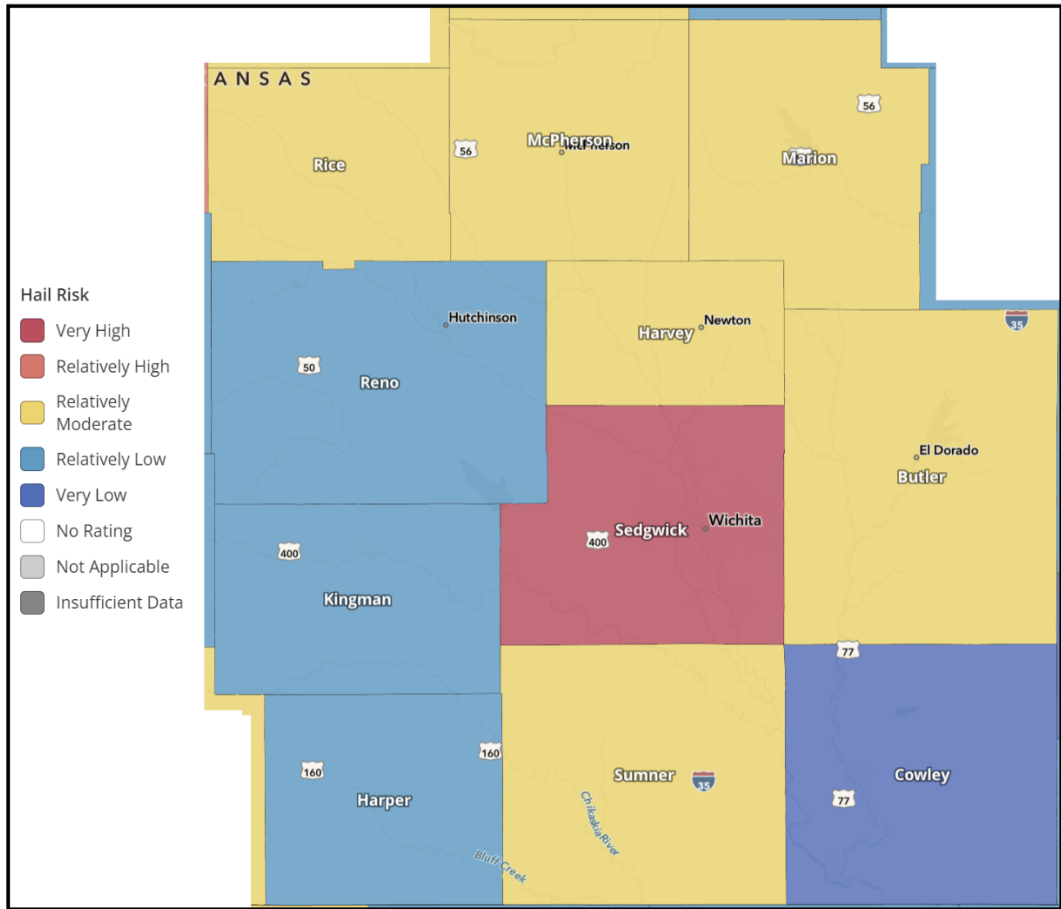 ANSAS
56
McPherson
McPherson
56
Marion
Rice
Hutchinson
Newton
35
Harvey
50
Reno
El Dorado
Butler
Wichita
Sedgwick
400
400
Kingman
77
160
160
Sumner
35
Cowley
77
Harper
Chikaskia River
Bluff Creek
Hail Risk
Very High
Relatively High
Relatively
Moderate
Relatively Low
Very Low
No Rating
Not Applicable
Insufficient Data